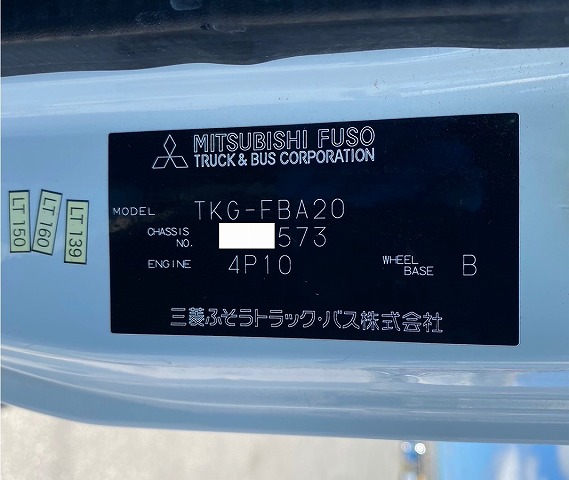 MITSUBISHI FUSO
TRUCK & BUS CORPORATION
MODEL TKG-FBA20
CHASSIS NO. 573
ENGINE 4P10 WHEEL BASE B
三菱ふそうトラック・バス株式会社
LT 150
LT 160
LT 139